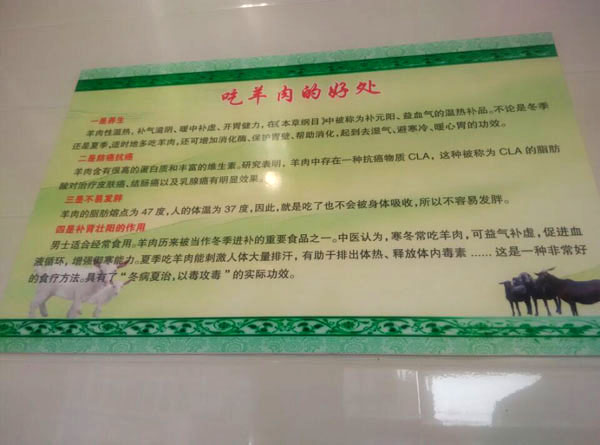 吃羊肉的好处
一是养生
羊肉性温热、补气滋阴、暖中补虚、开胃健力，在《本草纲目》中被称为补元阳、益血气的温热补品。不论是冬季
还是夏季,适时地多吃羊肉,还可增加消化酶、保护胃壁、帮助消化,起到去湿气、避寒冷、暖心胃的功效。
二是腺癌抗癌
羊肉含有很高的蛋白质和丰富的维生素。研究表明，羊肉中存在一种抗癌物质 CLA，这种被称为 CLA 的脂肪
酸对治疗皮肤癌、结肠癌以及乳腺癌有明显效果。
三是不易发胖
羊肉的脂肪熔点为 47 度，人的体温为 37 度，因此，就是吃了也不会被身体吸收，所以不容易发胖。
四是补肾壮阳的作用
男士适合经常食用。羊肉历来被当作冬季进补的重要食品之一。中医认为，寒冬常吃羊肉，可益气补虚，促进血
液循环，增强御寒能力。夏季吃羊肉能刺激人体大量排汗，有助于排出体热、释放体内毒素 …… 这是一种非常好
的食疗方法。具有了“冬病夏治，以毒攻毒”的实际功效。